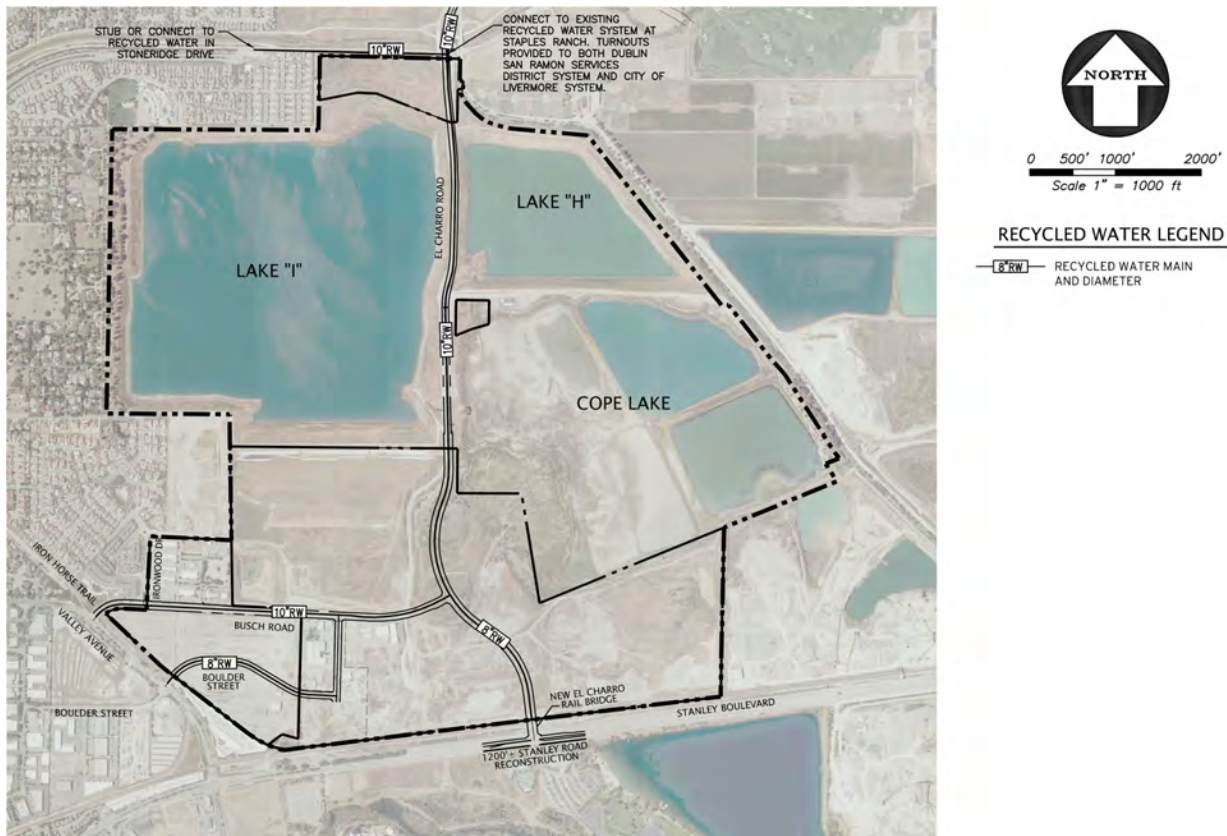 STUB OR CONNECT TO
RECYCLED WATER IN
STONERIDGE DRIVE
10"RW
10"RW
CONNECT TO EXISTING
RECYCLED WATER SYSTEM AT
STAPLES RANCH. TURNOUTS
PROVIDED TO BOTH DUBLIN
SAN RAMON SERVICES
DISTRICT SYSTEM AND CITY OF
LIVERMORE SYSTEM.
NORTH
0 500' 1000' 2000'
Scale 1" = 1000 ft
RECYCLED WATER LEGEND
8"RW
RECYCLED WATER MAIN
AND DIAMETER
EL CHARRO ROAD
LAKE "H"
LAKE "I"
10"RW
COPE LAKE
IRON HORSE TRAIL
IRONWOOD DR
VALLEY AVENUE
10"RW
BUSCH ROAD
8"RW
8"RW
BOULDER
STREET
BOULDER STREET
NEW EL CHARRO
RAIL BRIDGE
STANLEY BOULEVARD
1200'± STANLEY ROAD
RECONSTRUCTION